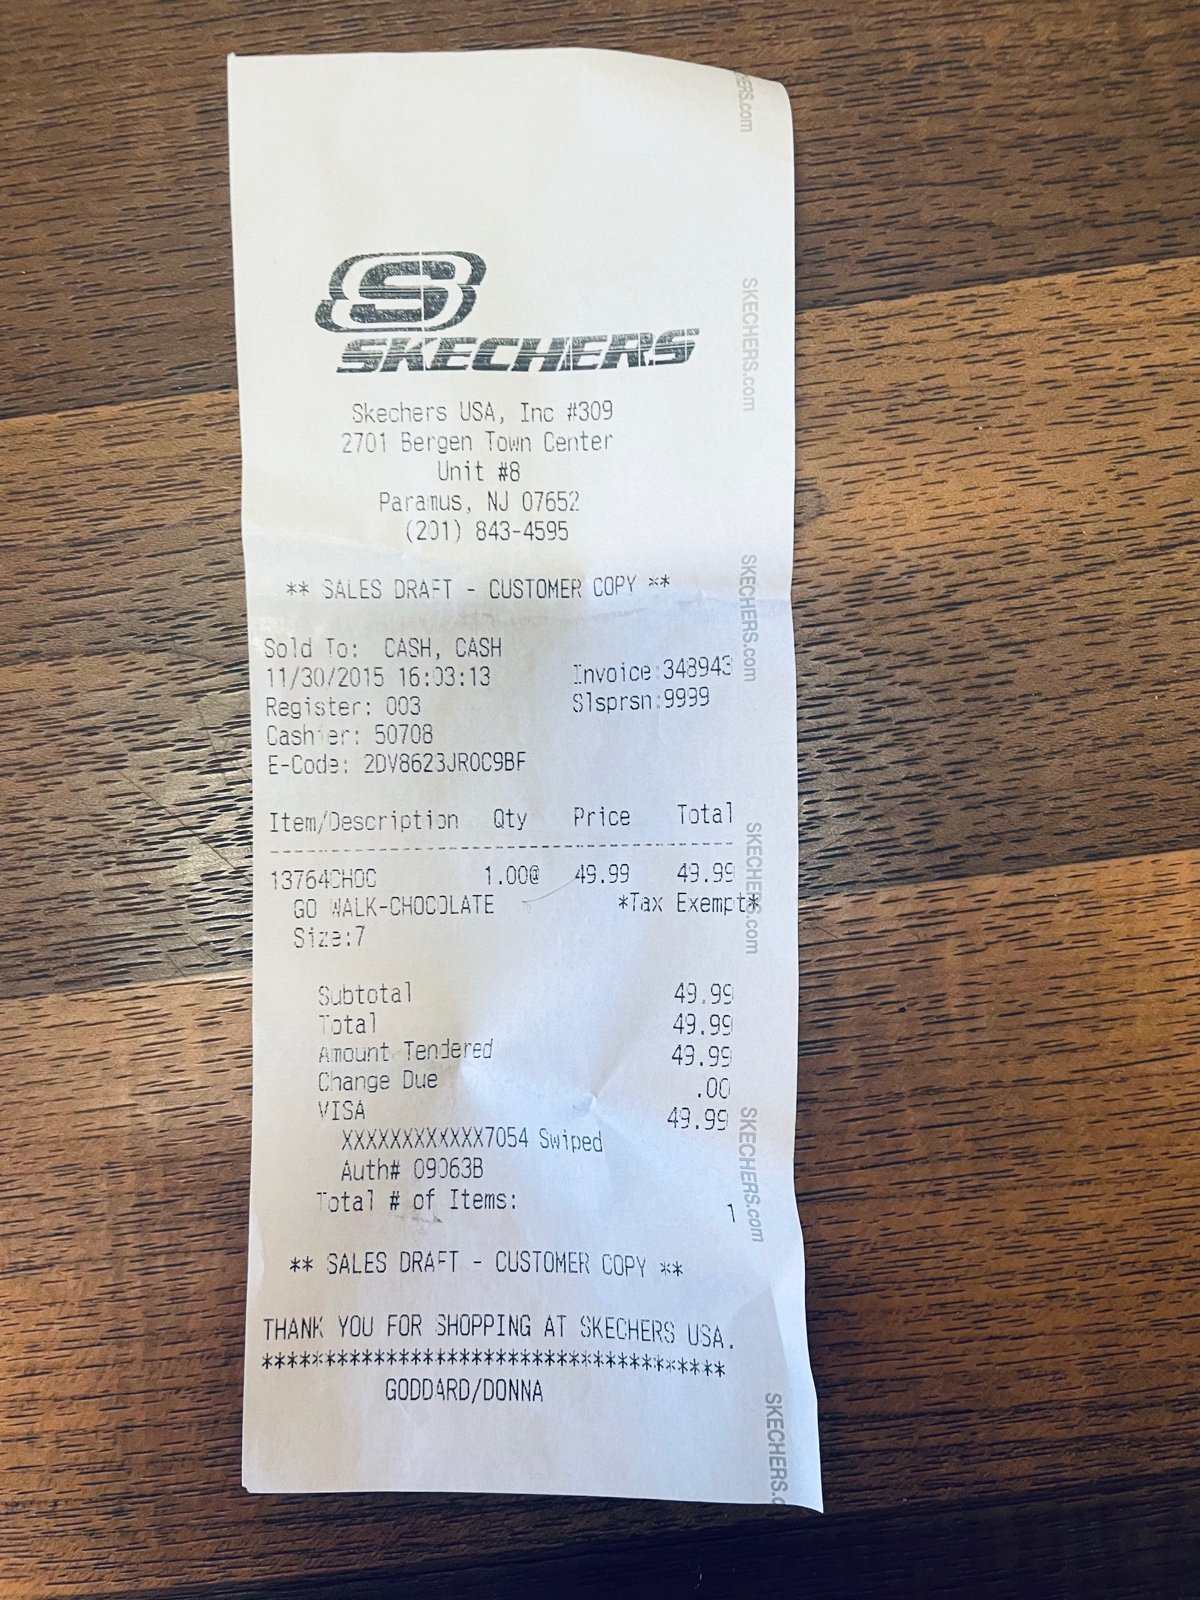 SKECHERS
Skechers USA, Inc #309
2701 Bergen Town Center
Unit #8
Paramus, NJ 07652
(201) 843-4595
** SALES DRAFT - CUSTOMER COPY **
Sold To: CASH, CASH
11/30/2015 16:03:13 Invoice:348943
Register: 003 Slsprsn:9999
Cashier: 50708
E-Code: 2DV8623JR0C9BF
Item/Description Qty Price Total
13764CHOC 1.00@ 49.99 49.99
GO WALK-CHOCOLATE *Tax Exempt*
Size:7
Subtotal 49.99
Total 49.99
Amount Tendered 49.99
Change Due .00
VISA 49.99
XXXXXXXXXXXX7054 Swiped
Auth# 09063B
Total # of Items: 1
** SALES DRAFT - CUSTOMER COPY **
THANK YOU FOR SHOPPING AT SKECHERS USA.
***************************************
GODDARD/DONNA
ERS.com
SKECHERS.com
SKECHERS.com
SKECHERS.com
SKECHERS.com
SKECHERS.c